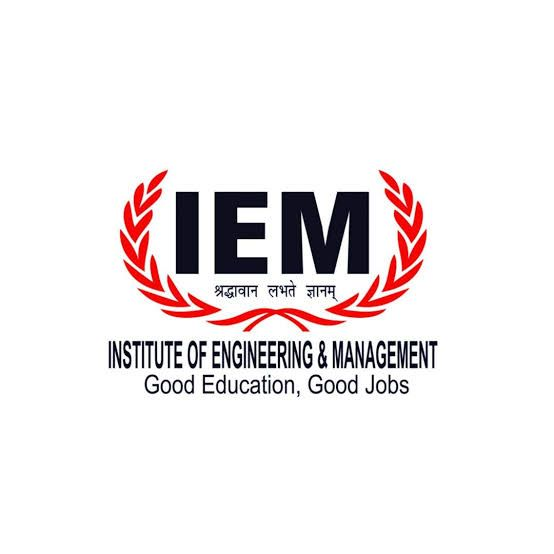 IEM
श्रद्धावान लभते ज्ञानम्
INSTITUTE OF ENGINEERING & MANAGEMENT
Good Education, Good Jobs